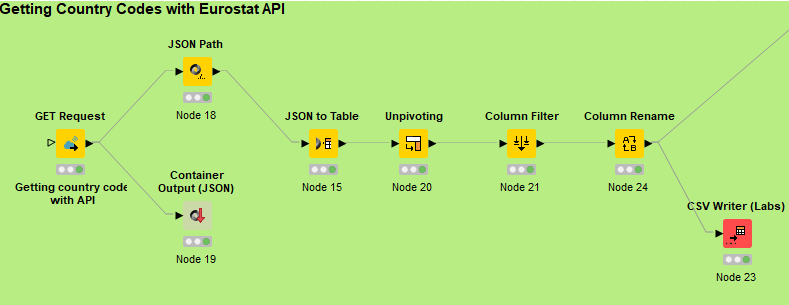 Getting Country Codes with Eurostat API
JSON Path
Node 18
GET Request
Getting country code
with API
JSON to Table
Node 15
Unpivoting
Node 20
Column Filter
Node 21
Column Rename
Node 24
Container
Output (JSON)
Node 19
CSV Writer (Labs)
Node 23